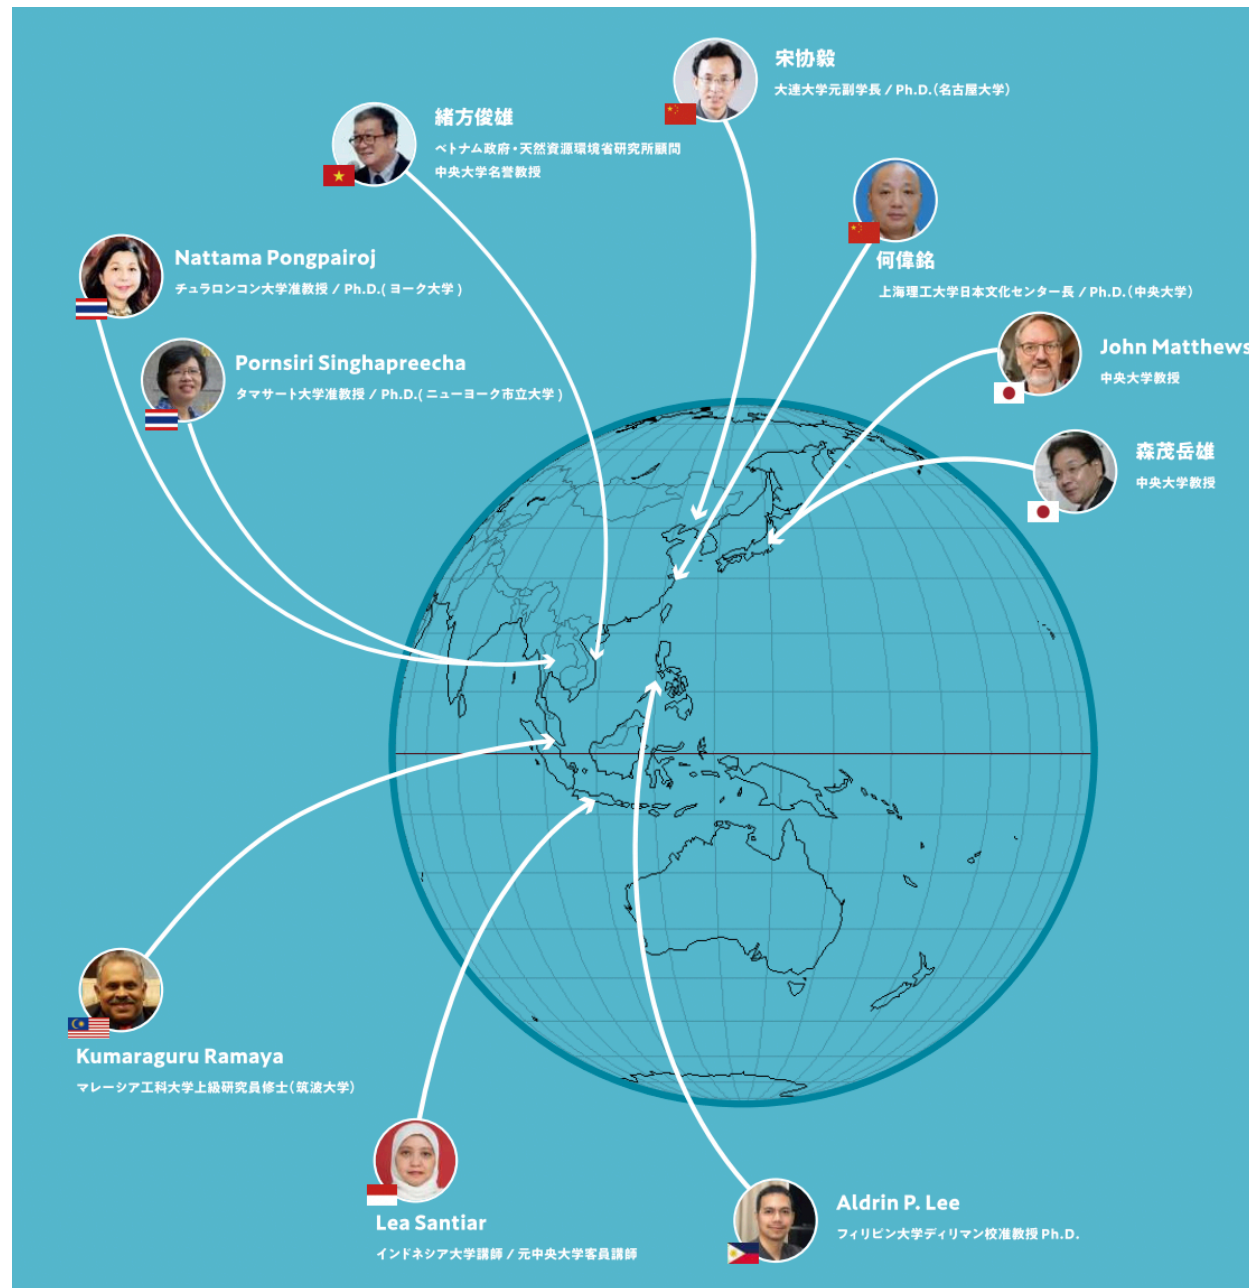 宋协毅
大連大学元副学長 / Ph.D.（名古屋大学）
緒方俊雄
ベトナム政府・天然資源環境省研究所顧問
中央大学名誉教授
何偉銘
上海理工大学日本文化センター長 / Ph.D.（中央大学）
Nattama Pongpairoj
チュラロンコン大学准教授 / Ph.D.( ヨーク大学 )
John Matthews
中央大学教授
Pornsiri Singhapreecha
タマサート大学准教授 / Ph.D.( ニューヨーク市立大学 )
森茂岳雄
中央大学教授
Kumaraguru Ramaya
マレーシア工科大学上級研究員修士（筑波大学）
Lea Santiar
インドネシア大学講師 / 元中央大学客員講師
Aldrin P. Lee
フィリピン大学ディリマン校准教授 Ph.D.